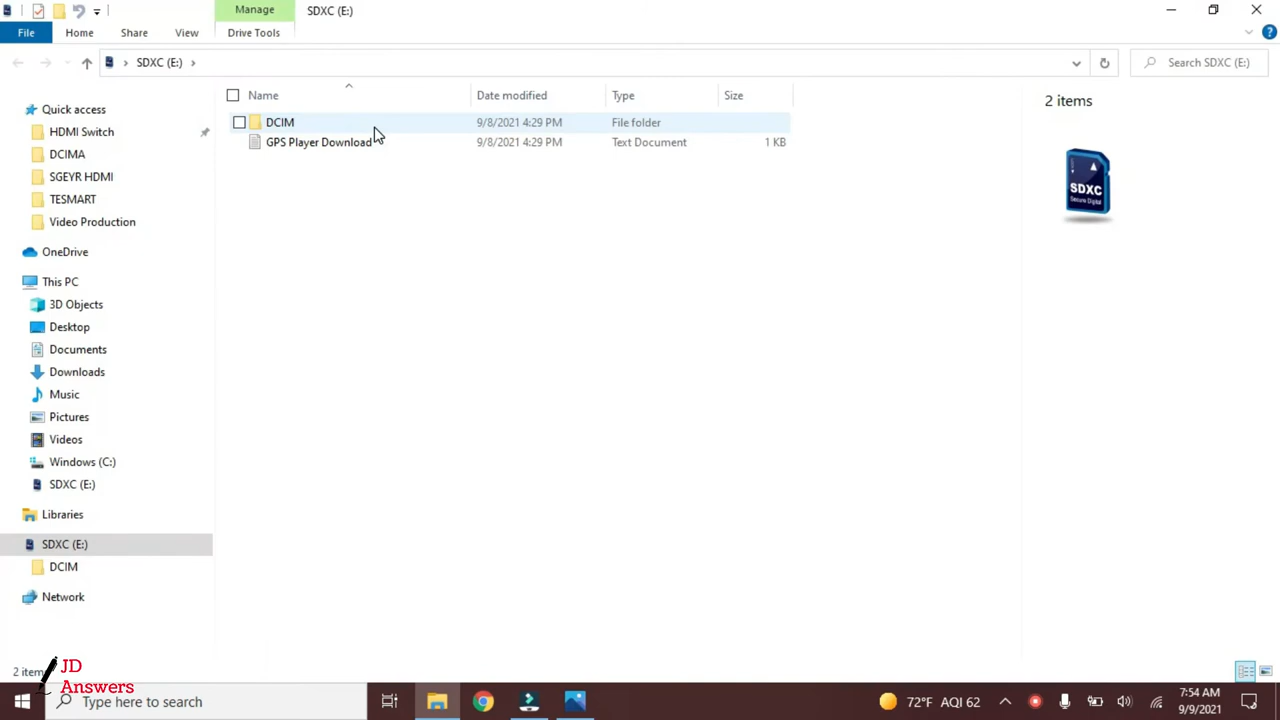 Manage
SDXC (E:)
File
Home
Share
View
Drive Tools
SDXC (E:)
Search SDXC (E:)
Name
Date modified
Type
Size
DCIM
9/8/2021 4:29 PM
File folder
GPS Player Download
9/8/2021 4:29 PM
Text Document
1 KB
2 items
SDXC
Secure Digital
Quick access
HDMI Switch
DCIMA
SGEYR HDMI
TESMART
Video Production
OneDrive
This PC
3D Objects
Desktop
Documents
Downloads
Music
Pictures
Videos
Windows (C:)
SDXC (E:)
Libraries
SDXC (E:)
DCIM
Network
2 item
JD
Answers
Type here to search
72°F AQI 62
7:54 AM
9/9/2021